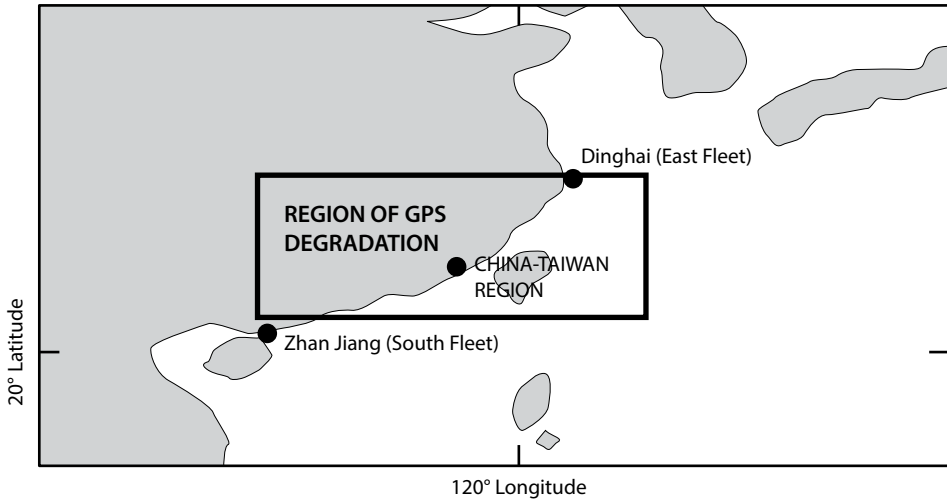 Dinghai (East Fleet)
REGION OF GPS
DEGRADATION
CHINA-TAIWAN
REGION
Zhan Jiang (South Fleet)
20° Latitude
120° Longitude